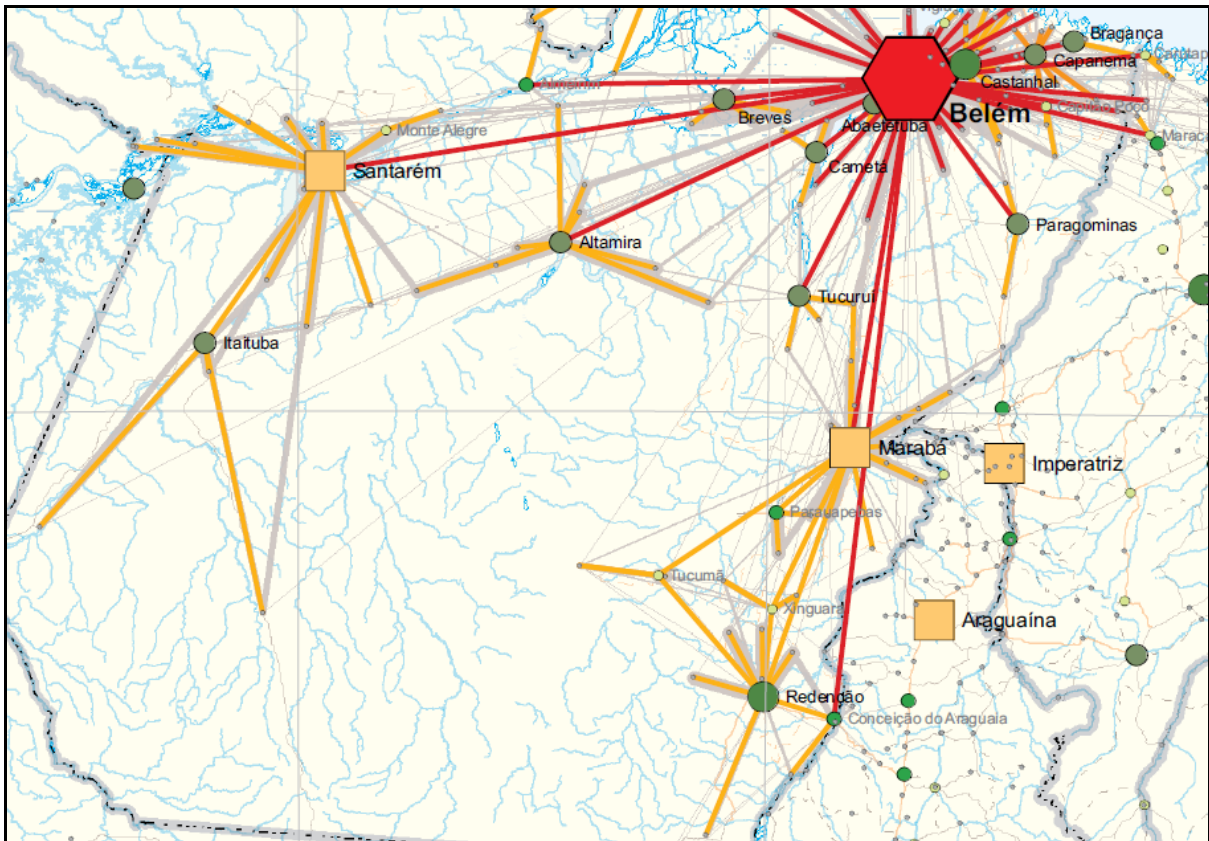 Bragança
Capanema
Castanhal
Belém
Almeirim
Breves
Abaetetuba
Capitão Poço
Monte Alegre
Santarém
Cametá
Altamira
Paragominas
Tucuruí
Itaituba
Marabá
Imperatriz
Parauapebas
Tucumã
Xinguara
Araguaína
Redenção
Conceição do Araguaia